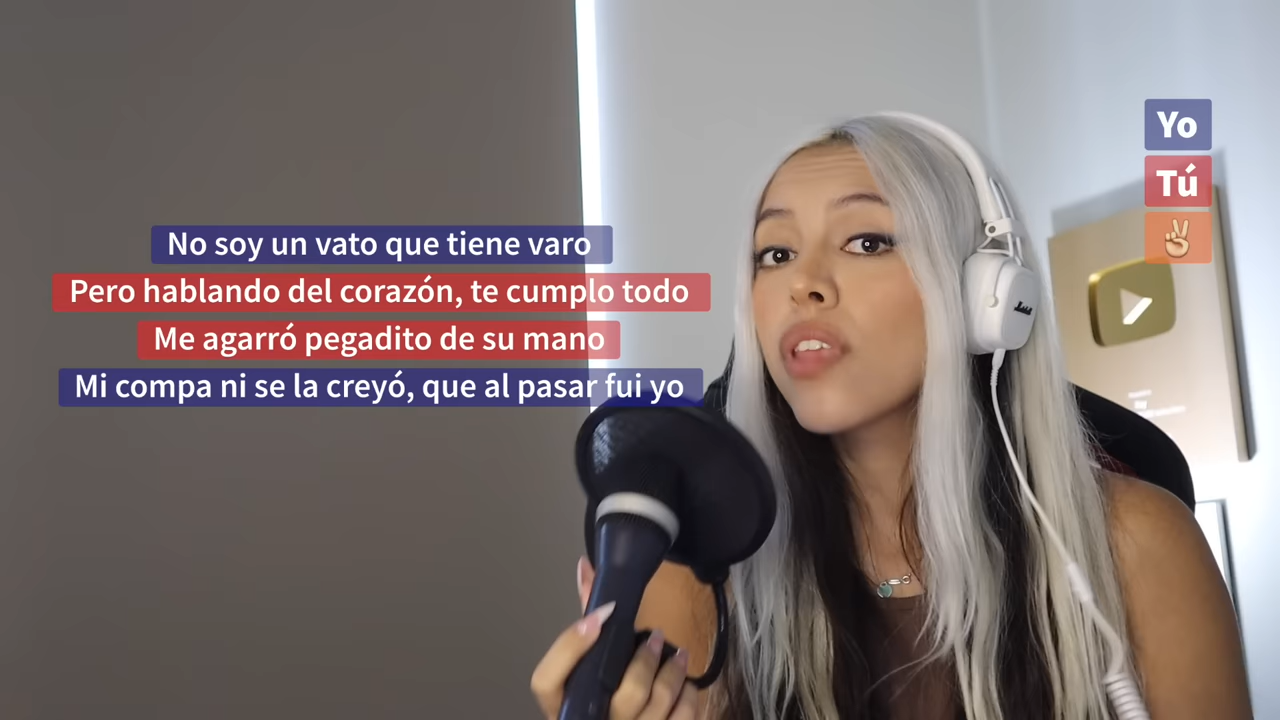 No soy un vato que tiene varo
Pero hablando del corazón, te cumplo todo
Me agarró pegadito de su mano
Mi compa ni se la creyó, que al pasar fui yo
Yo
Tú
Marshall